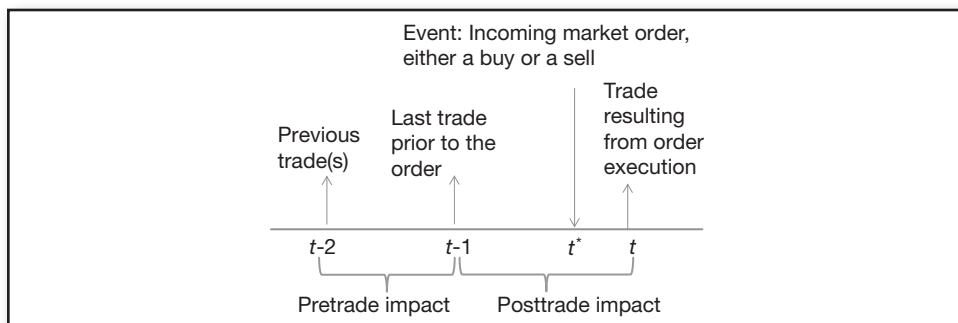 Event: Incoming market order,
either a buy or a sell
Trade
resulting
from order
execution
Last trade
prior to the
order
Previous
trade(s)
t-2
t-1
t*
t
Pretrade impact
Posttrade impact